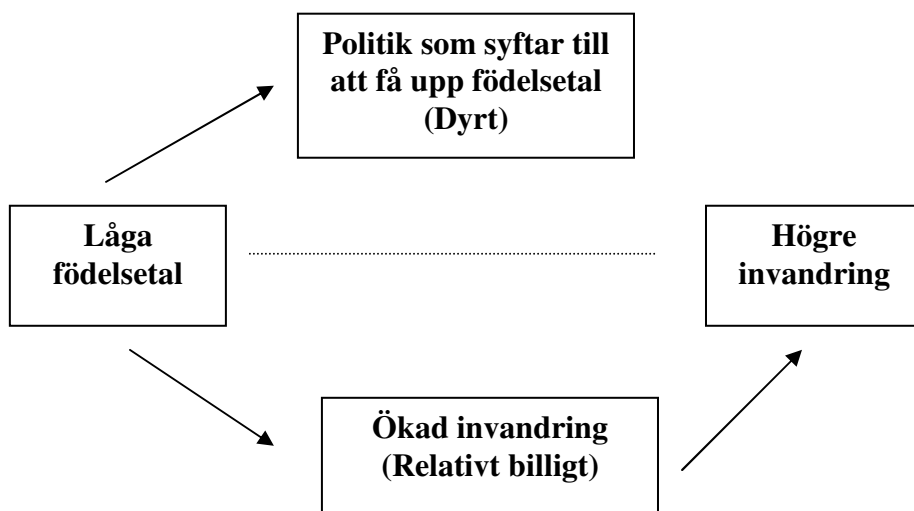 Politik som syftar till
att få upp födelsetal
(Dyrt)
Låga
födelsetal
Högre
invandring
Ökad invandring
(Relativt billigt)